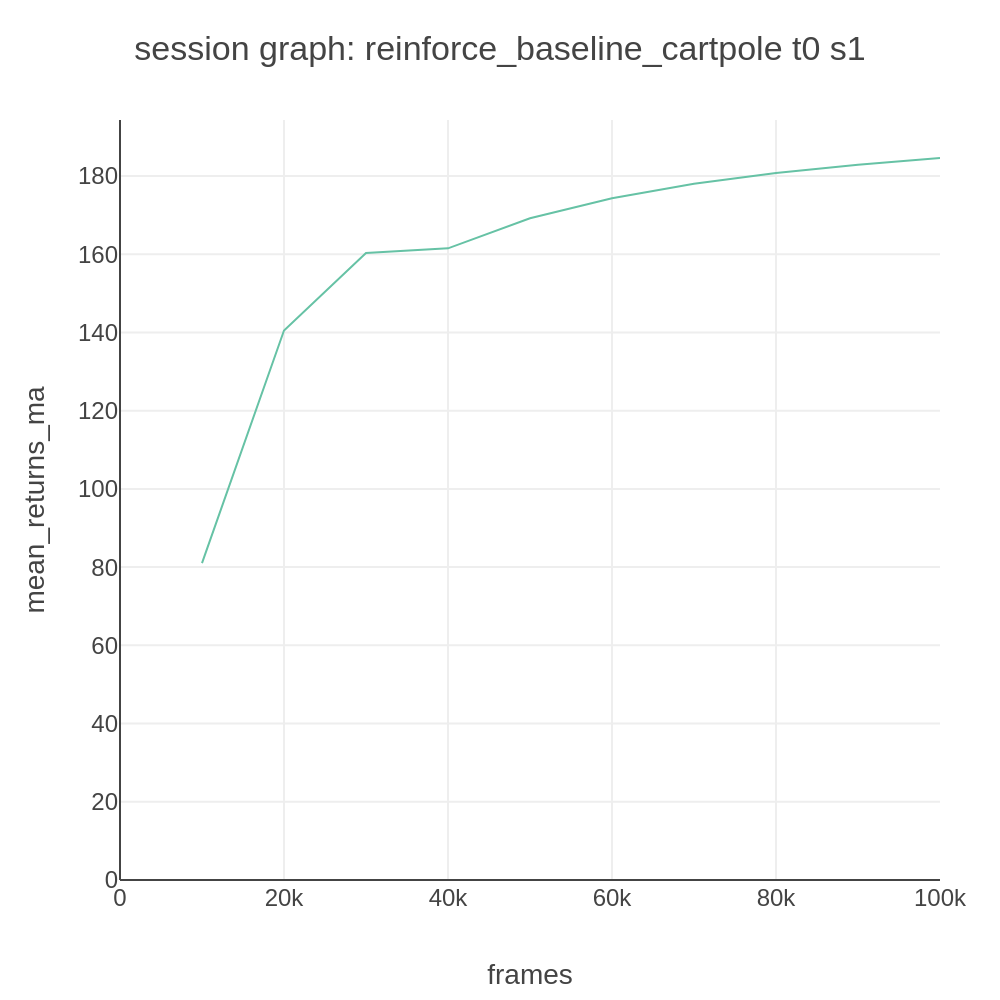 session graph: reinforce_baseline_cartpole t0 s1
mean_returns_ma
180
160
140
120
100
80
60
40
20
0
0
20k
40k
60k
80k
100k
frames